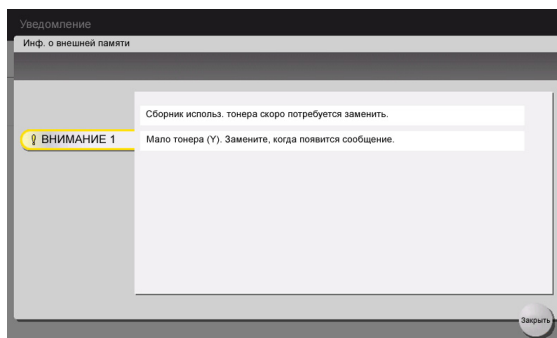 Уведомление
Инф. о внешней памяти
Сборник использ. тонера скоро потребуется заменить.
ВНИМАНИЕ 1
Мало тонера (Y). Замените, когда появится сообщение.
Закрыть